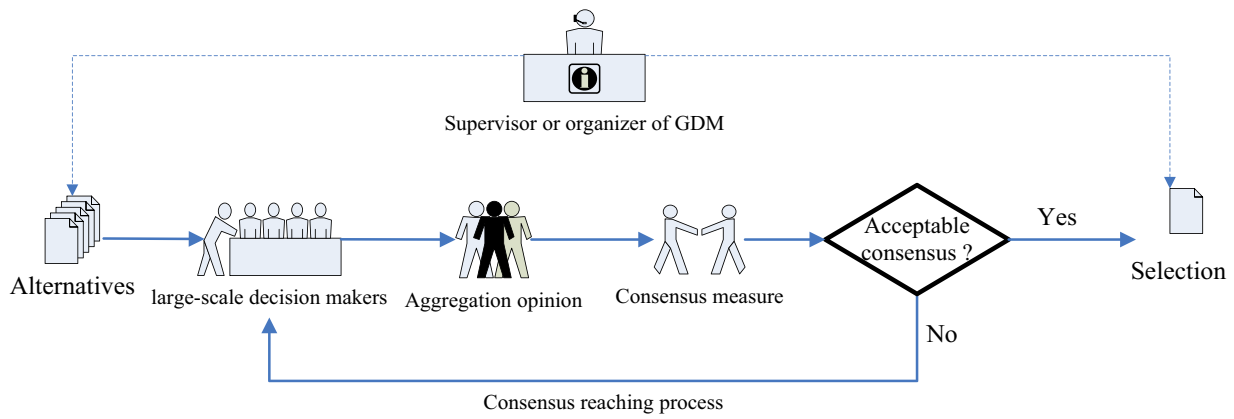 Supervisor or organizer of GDM
Alternatives
large-scale decision makers
Aggregation opinion
Consensus measure
Acceptable
consensus ?
Yes
Selection
No
Consensus reaching process